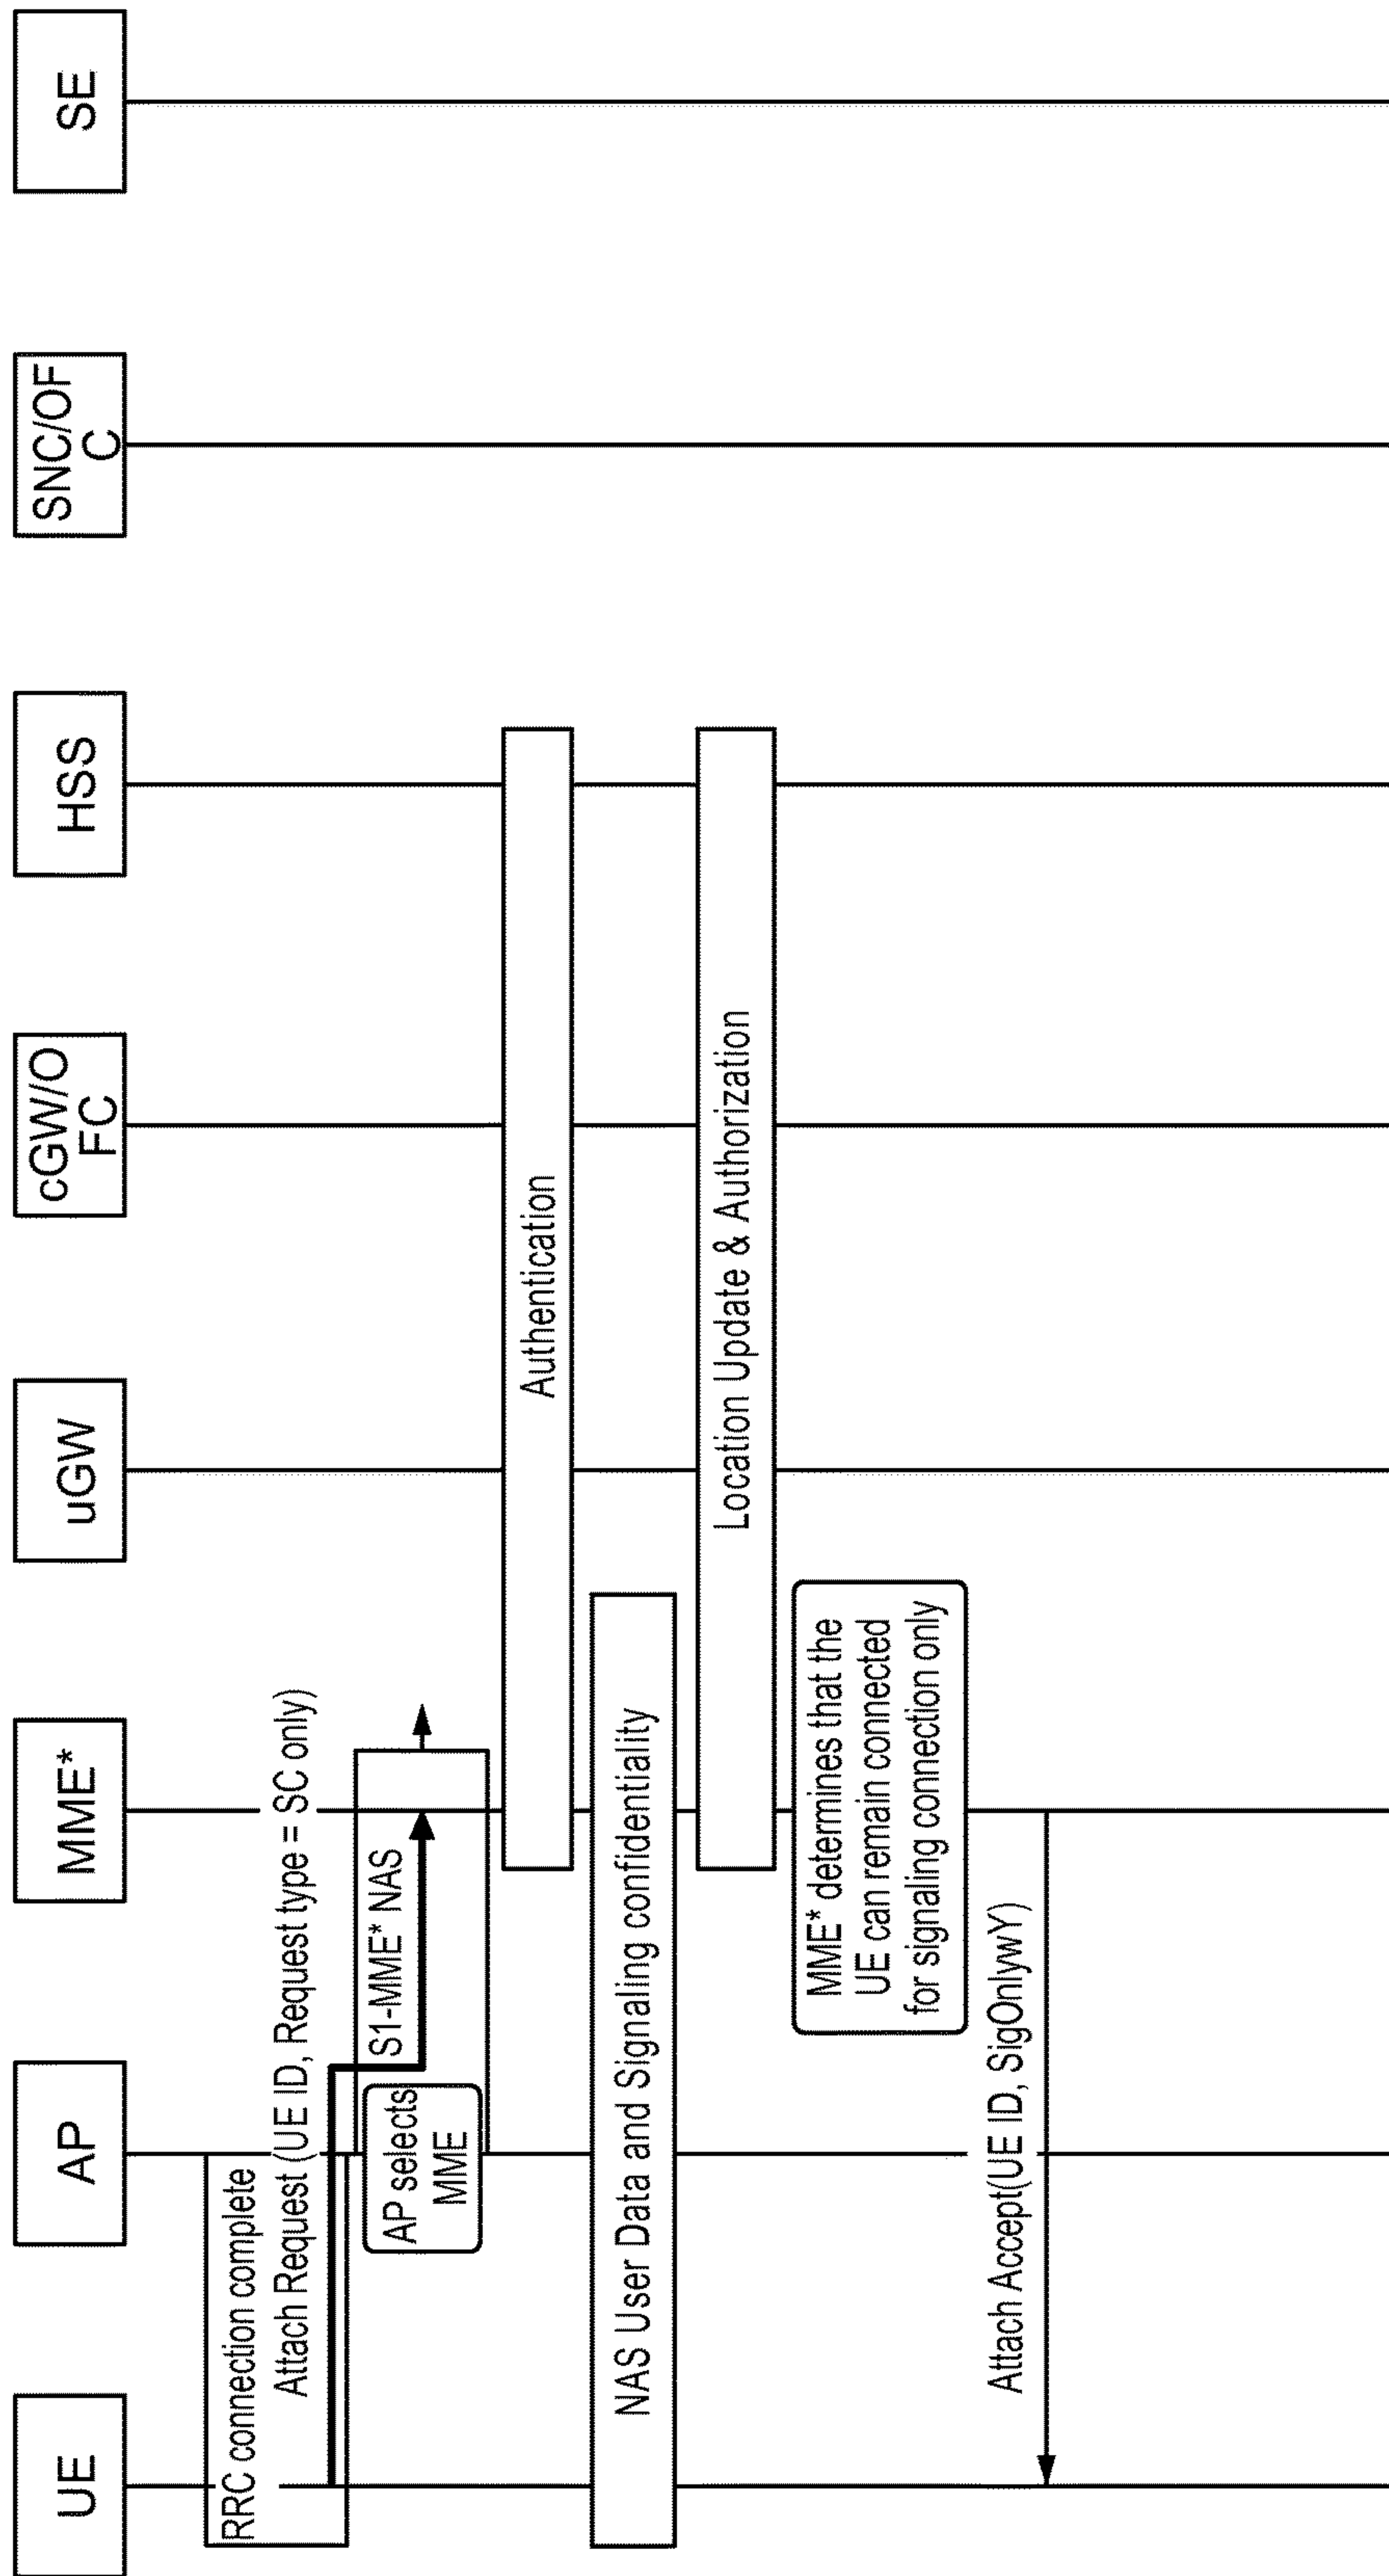 UE
AP
MME*
uGW
cGW/O
FC
HSS
SNC/OF
C
SE
RRC connection complete
Attach Request (UE ID, Request type = SC only)
S1-MME* NAS
AP selects
MME
Authentication
NAS User Data and Signaling confidentiality
Location Update & Authorization
MME* determines that the
UE can remain connected
for signaling connection only
Attach Accept(UE ID, SigOnlywY)